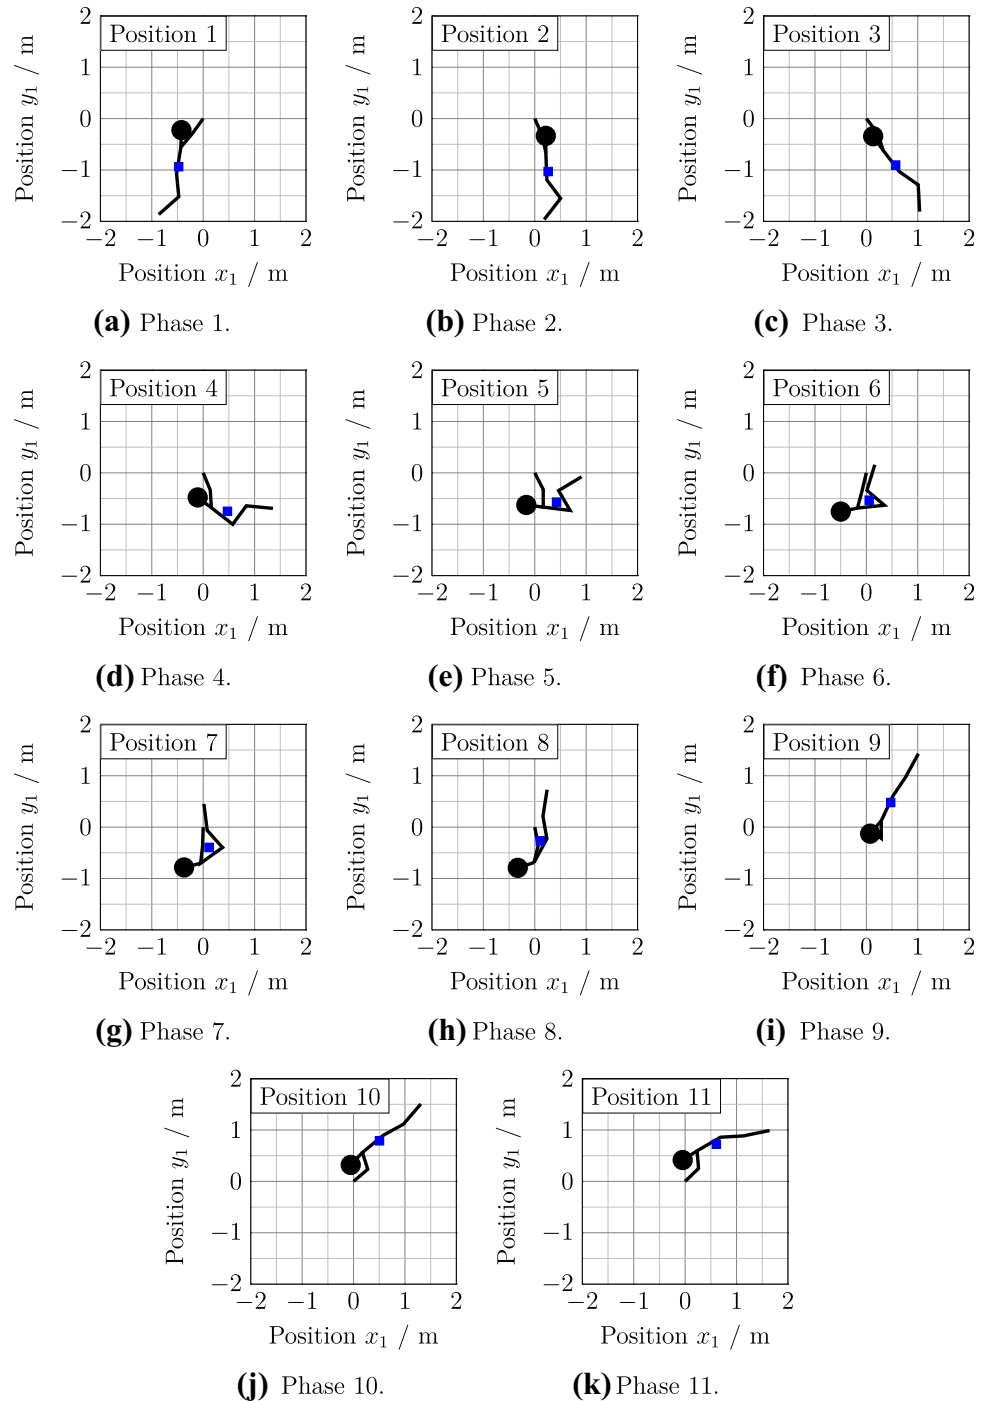 2 Position 1
1
0
−1
−2
−2 −1 0 1 2
Position y1 / m
Position x1 / m
(a) Phase 1.
2 Position 2
1
0
−1
−2
−2 −1 0 1 2
Position y1 / m
Position x1 / m
(b) Phase 2.
2 Position 3
1
0
−1
−2
−2 −1 0 1 2
Position y1 / m
Position x1 / m
(c) Phase 3.
2 Position 4
1
0
−1
−2
−2 −1 0 1 2
Position y1 / m
Position x1 / m
(d) Phase 4.
2 Position 5
1
0
−1
−2
−2 −1 0 1 2
Position y1 / m
Position x1 / m
(e) Phase 5.
2 Position 6
1
0
−1
−2
−2 −1 0 1 2
Position y1 / m
Position x1 / m
(f) Phase 6.
2 Position 7
1
0
−1
−2
−2 −1 0 1 2
Position y1 / m
Position x1 / m
(g) Phase 7.
2 Position 8
1
0
−1
−2
−2 −1 0 1 2
Position y1 / m
Position x1 / m
(h) Phase 8.
2 Position 9
1
0
−1
−2
−2 −1 0 1 2
Position y1 / m
Position x1 / m
(i) Phase 9.
2 Position 10
1
0
−1
−2
−2 −1 0 1 2
Position y1 / m
Position x1 / m
(j) Phase 10.
2 Position 11
1
0
−1
−2
−2 −1 0 1 2
Position y1 / m
Position x1 / m
(k) Phase 11.